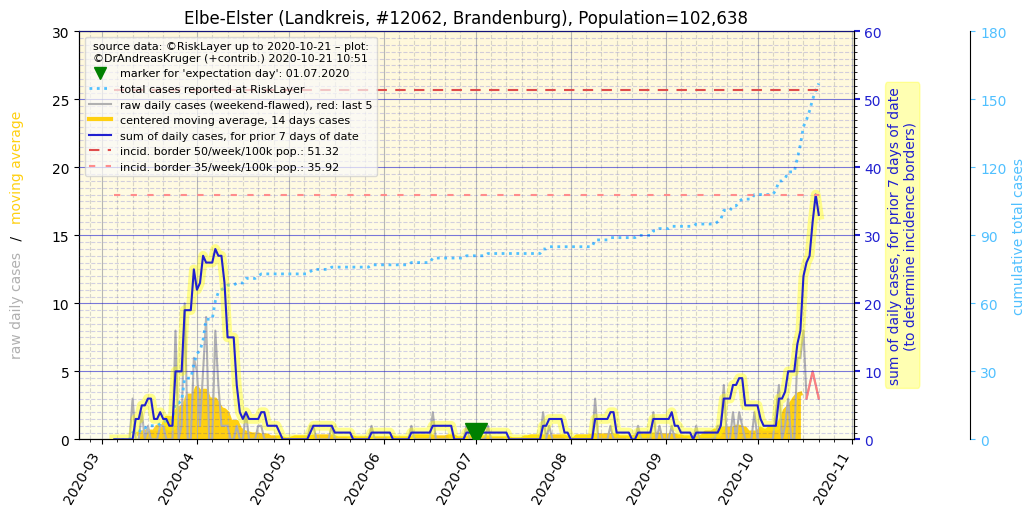 Elbe-Elster (Landkreis, #12062, Brandenburg), Population=102,638
source data: ©RiskLayer up to 2020-10-21 – plot:
©DrAndreasKruger (+contrib.) 2020-10-21 10:51
marker for 'expectation day': 01.07.2020
total cases reported at RiskLayer
raw daily cases (weekend-flawed), red: last 5
centered moving average, 14 days cases
sum of daily cases, for prior 7 days of date
incid. border 50/week/100k pop.: 51.32
incid. border 35/week/100k pop.: 35.92
raw daily cases / moving average
30
25
20
15
10
5
0
2020-03
2020-04
2020-05
2020-06
2020-07
2020-08
2020-09
2020-10
2020-11
60
50
40
30
20
10
0
sum of daily cases, for prior 7 days of date
(to determine incidence borders)
180
150
120
90
60
30
0
cumulative total cases